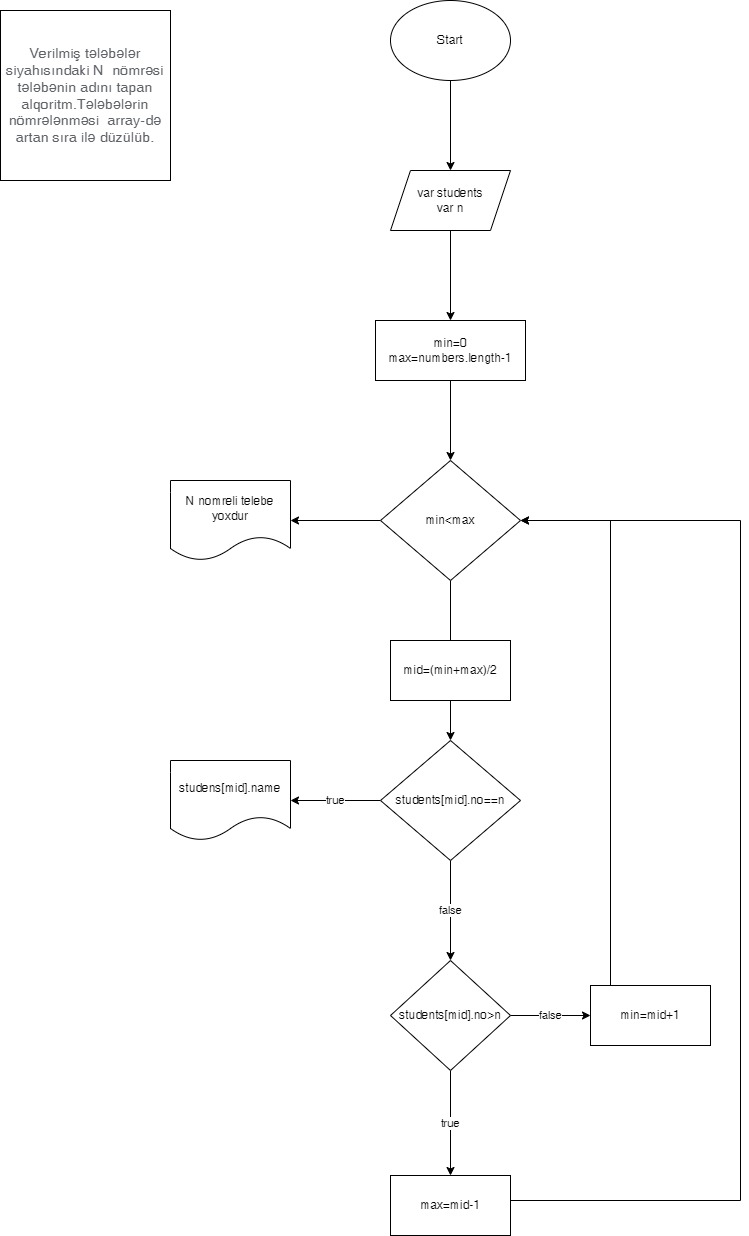 Verilmiş tələbələr
siyahısındaki N nömrəsi
tələbənin adını tapan
alqoritm.Tələbələrin
nömrələnməsi array-də
artan sıra ilə düzülüb.
Start
var students
var n
min=0
max=numbers.length-1
min<max
N nomreli telebe
yoxdur
mid=(min+max)/2
students[mid].no==n
true
studens[mid].name
false
students[mid].no>n
false
min=mid+1
true
max=mid-1